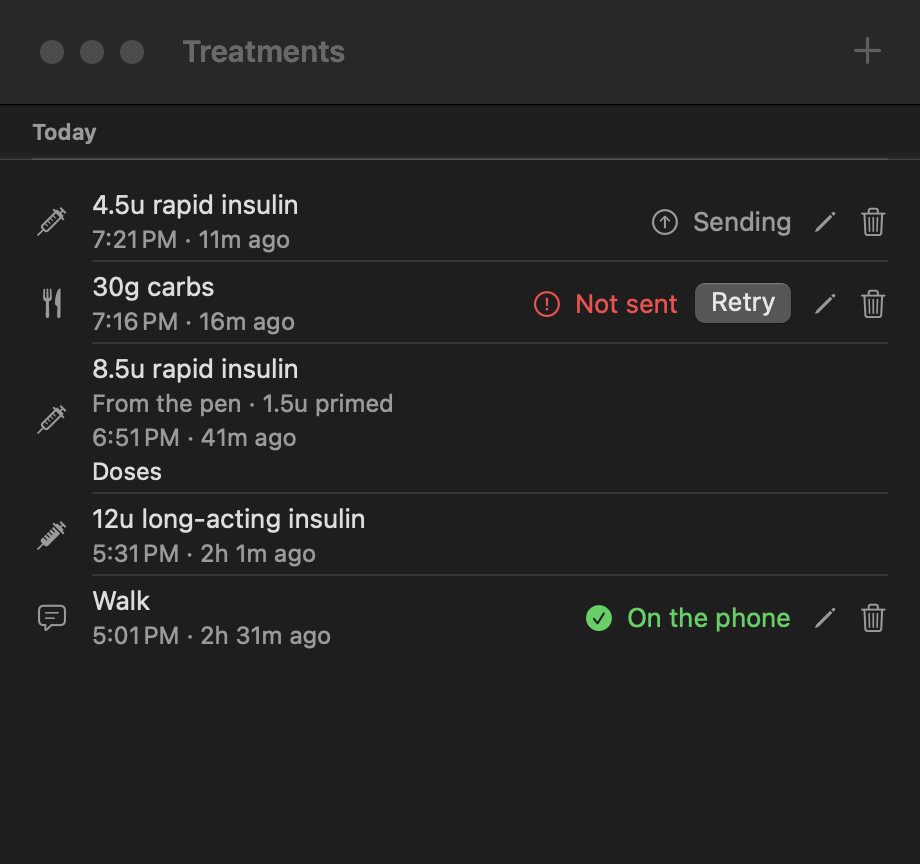 Treatments
Today
4.5u rapid insulin
7:21 PM · 11m ago
Sending
30g carbs
7:16 PM · 16m ago
Not sent
Retry
8.5u rapid insulin
From the pen · 1.5u primed
6:51 PM · 41m ago
Doses
12u long-acting insulin
5:31 PM · 2h 1m ago
Walk
5:01 PM · 2h 31m ago
On the phone